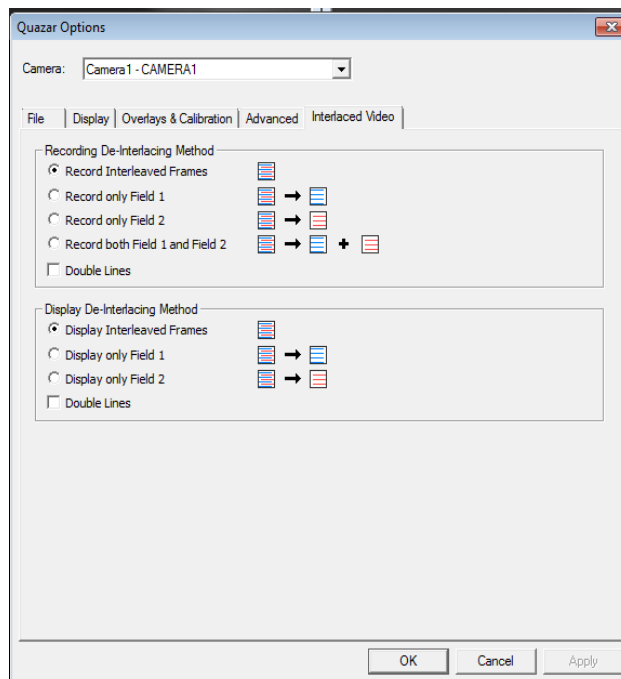 Quazar Options
Camera: Camera1 - CAMERA1
File Display Overlays & Calibration Advanced Interlaced Video
Recording De-Interlacing Method
Record Interleaved Frames
Record only Field 1
Record only Field 2
Record both Field 1 and Field 2
Double Lines
Display De-Interlacing Method
Display Interleaved Frames
Display only Field 1
Display only Field 2
Double Lines
OK Cancel Apply